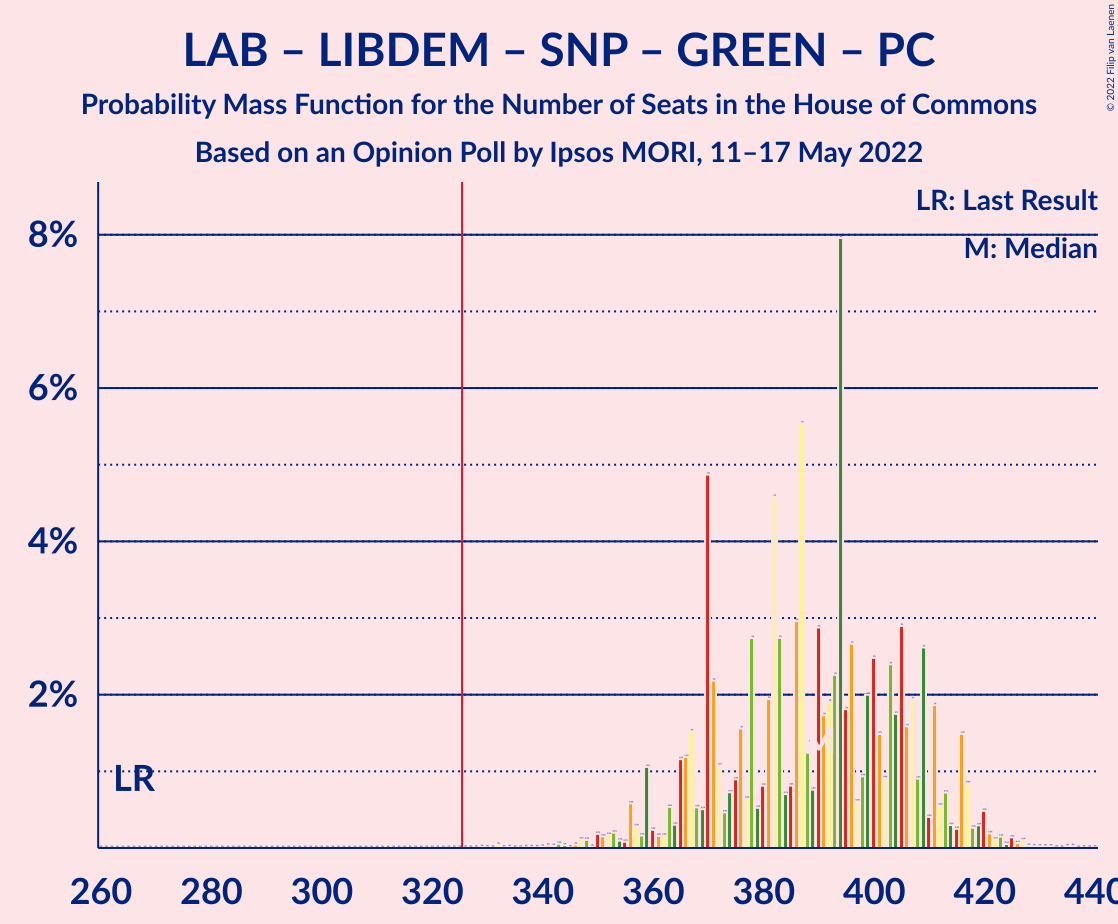 LAB – LIBDEM – SNP – GREEN – PC
Probability Mass Function for the Number of Seats in the House of Commons
Based on an Opinion Poll by Ipsos MORI, 11–17 May 2022
© 2022 Filip van Laenen
LR: Last Result
M: Median
8%
6%
4%
2%
LR
M
260 280 300 320 340 360 380 400 420 440